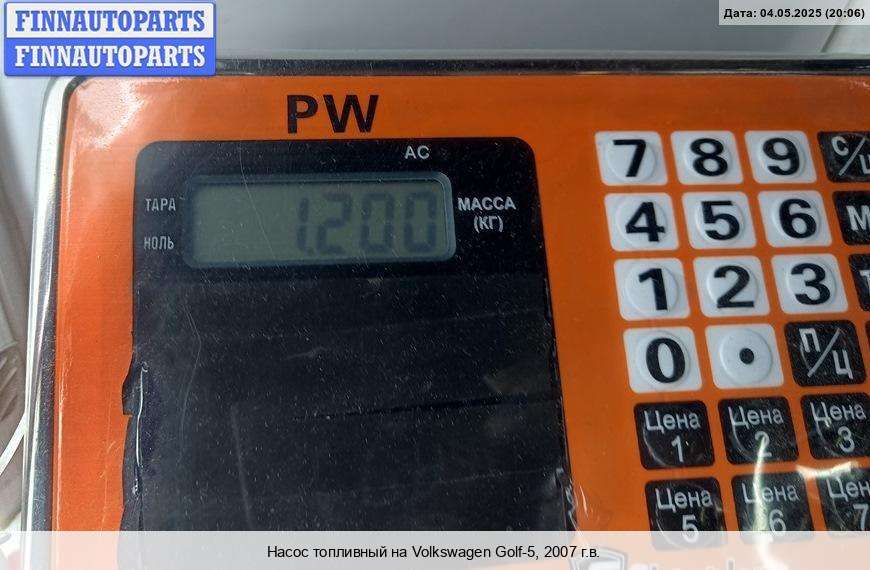 FINNAUTOPARTS
FINNAUTOPARTS
Дата: 04.05.2025 (20:06)
PW
AC
ТАРА
НОЛЬ
1.200
МАССА
(КГ)
7 8 9 С/
4 5 6 М
1 2 3
0 • П/Ц
Цена 1 Цена 2 Цена 3
Цена 5 Цена 6 Цен 7
Насос топливный на Volkswagen Golf-5, 2007 г.в.